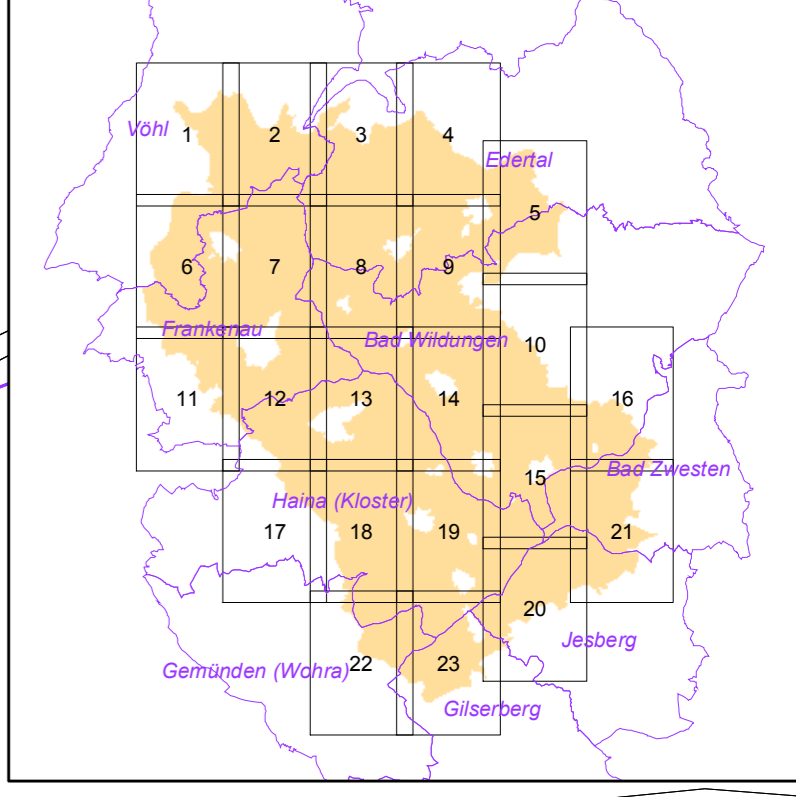 Vöhl
1
2
3
4
Edertal
5
6
7
8
9
Frankenau
Bad Wildungen
10
11
12
13
14
16
Bad Zwesten
15
Haina (Kloster)
17
18
19
21
20
Jesberg
Gemünden (Wohra)
22
23
Gilserberg